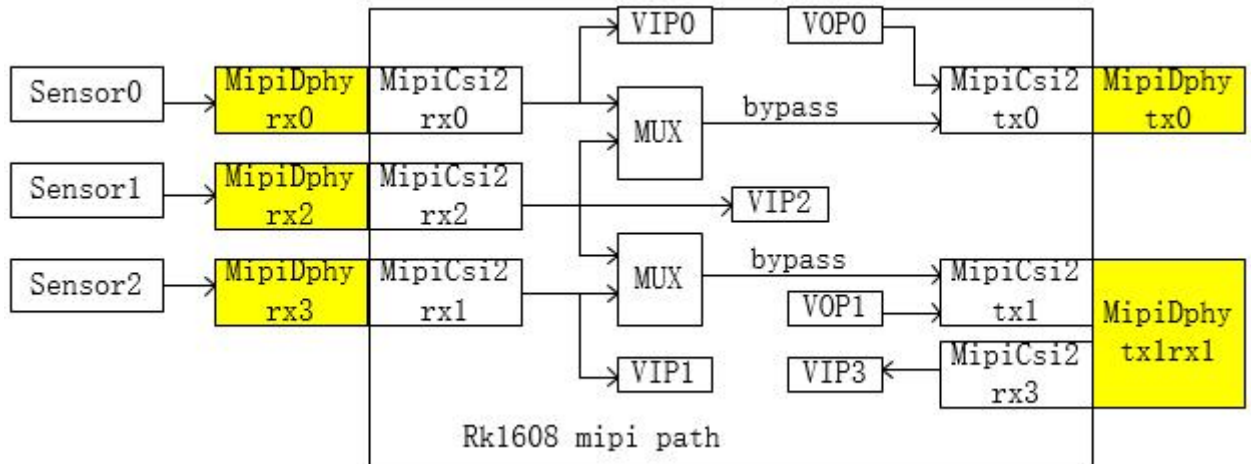 VIP0
VOP0
Sensor0
MipiDphy
rx0
MipiCsi2
rx0
MUX
bypass
MipiCsi2
tx0
MipiDphy
tx0
Sensor1
MipiDphy
rx2
MipiCsi2
rx2
VIP2
Sensor2
MipiDphy
rx3
MipiCsi2
rx1
MUX
bypass
MipiCsi2
tx1
VOP1
MipiDphy
tx1rx1
VIP1
VIP3
MipiCsi2
rx3
Rk1608 mipi path